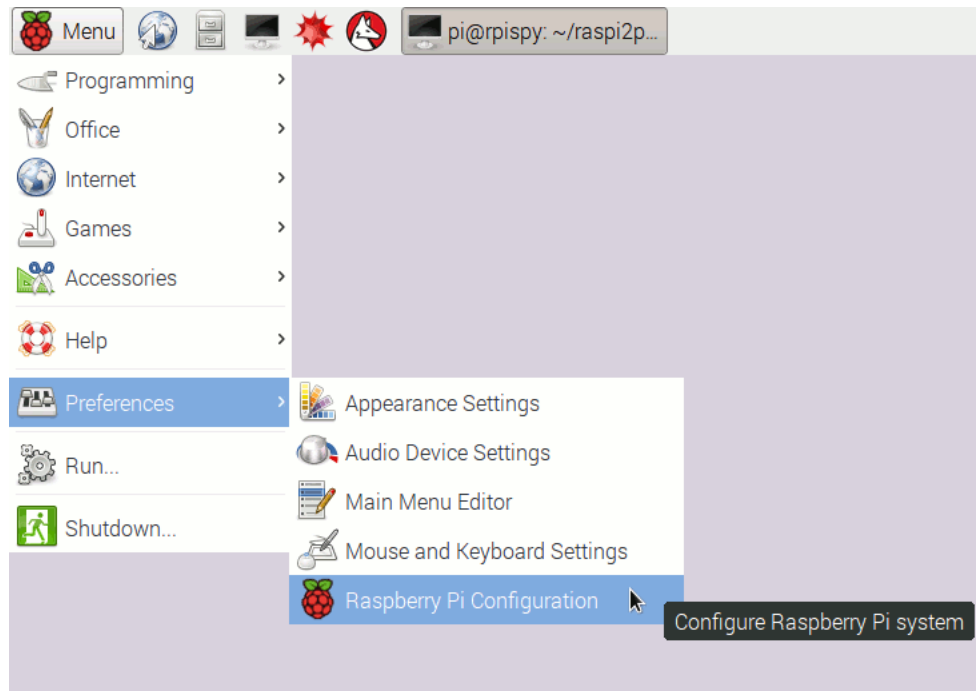 Menu pi@rpispy: ~/raspi2p...
Programming
Office
Internet
Games
Accessories
Help
Preferences
Run...
Shutdown...
Appearance Settings
Audio Device Settings
Main Menu Editor
Mouse and Keyboard Settings
Raspberry Pi Configuration
Configure Raspberry Pi system